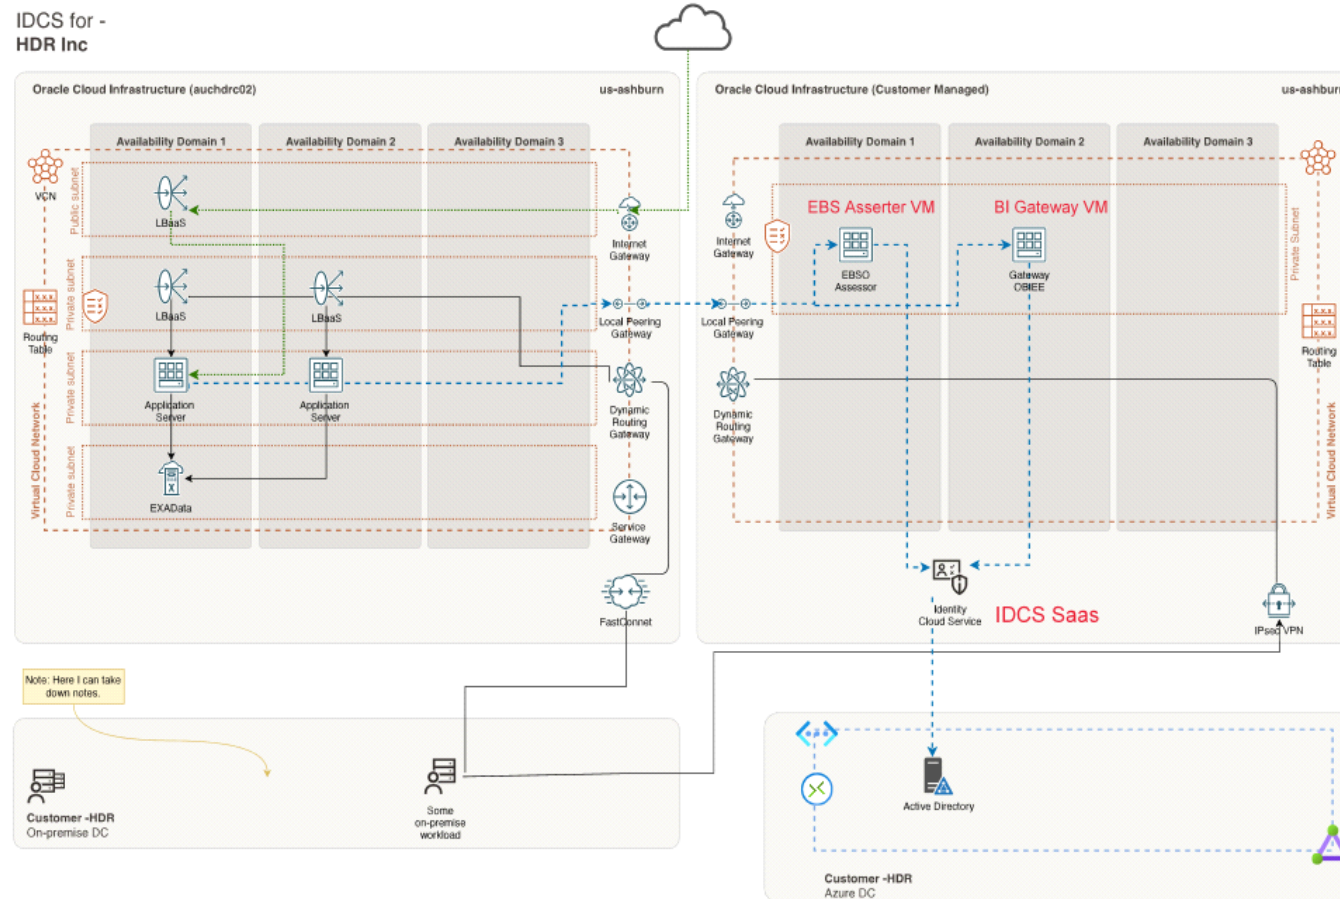 IDCS for -
HDR Inc
Oracle Cloud Infrastructure (auchdrc02)
us-ashburn
Availability Domain 1
Availability Domain 2
Availability Domain 3
VCN
Public subnet
LBaaS
Internet
Gateway
Private subnet
LBaaS
LBaaS
Local Peering
Gateway
Routing
Table
Private subnet
Application
Server
Application
Server
Dynamic
Routing
Gateway
Virtual Cloud Network
Private subnet
EXAData
Service
Gateway
FastConnet
Oracle Cloud Infrastructure (Customer Managed)
us-ashburn
Availability Domain 1
Availability Domain 2
Availability Domain 3
EBS Asserter VM
BI Gateway VM
Internet
Gateway
EBSO
Assessor
Gateway
OBIEE
Private Subnet
Local Peering
Gateway
Routing
Table
Dynamic
Routing
Gateway
Virtual Cloud Network
Identity
Cloud Service
IDCS Saas
IPsec VPN
Note: Here I can take
down notes.
Customer -HDR
On-premise DC
Some
on-premise
workload
Active Directory
Customer -HDR
Azure DC